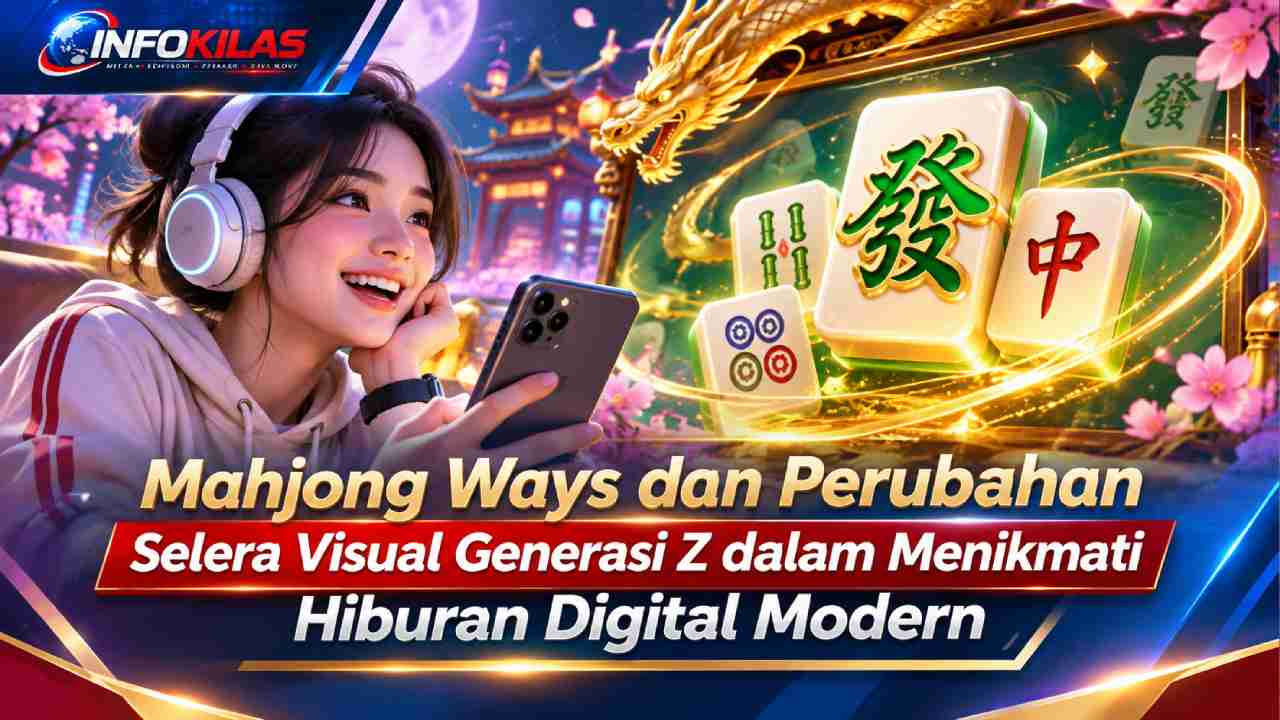 INFOKILAS
發
發
中
Mahjong Ways dan Perubahan
Selera Visual Generasi Z dalam Menikmati
Hiburan Digital Modern